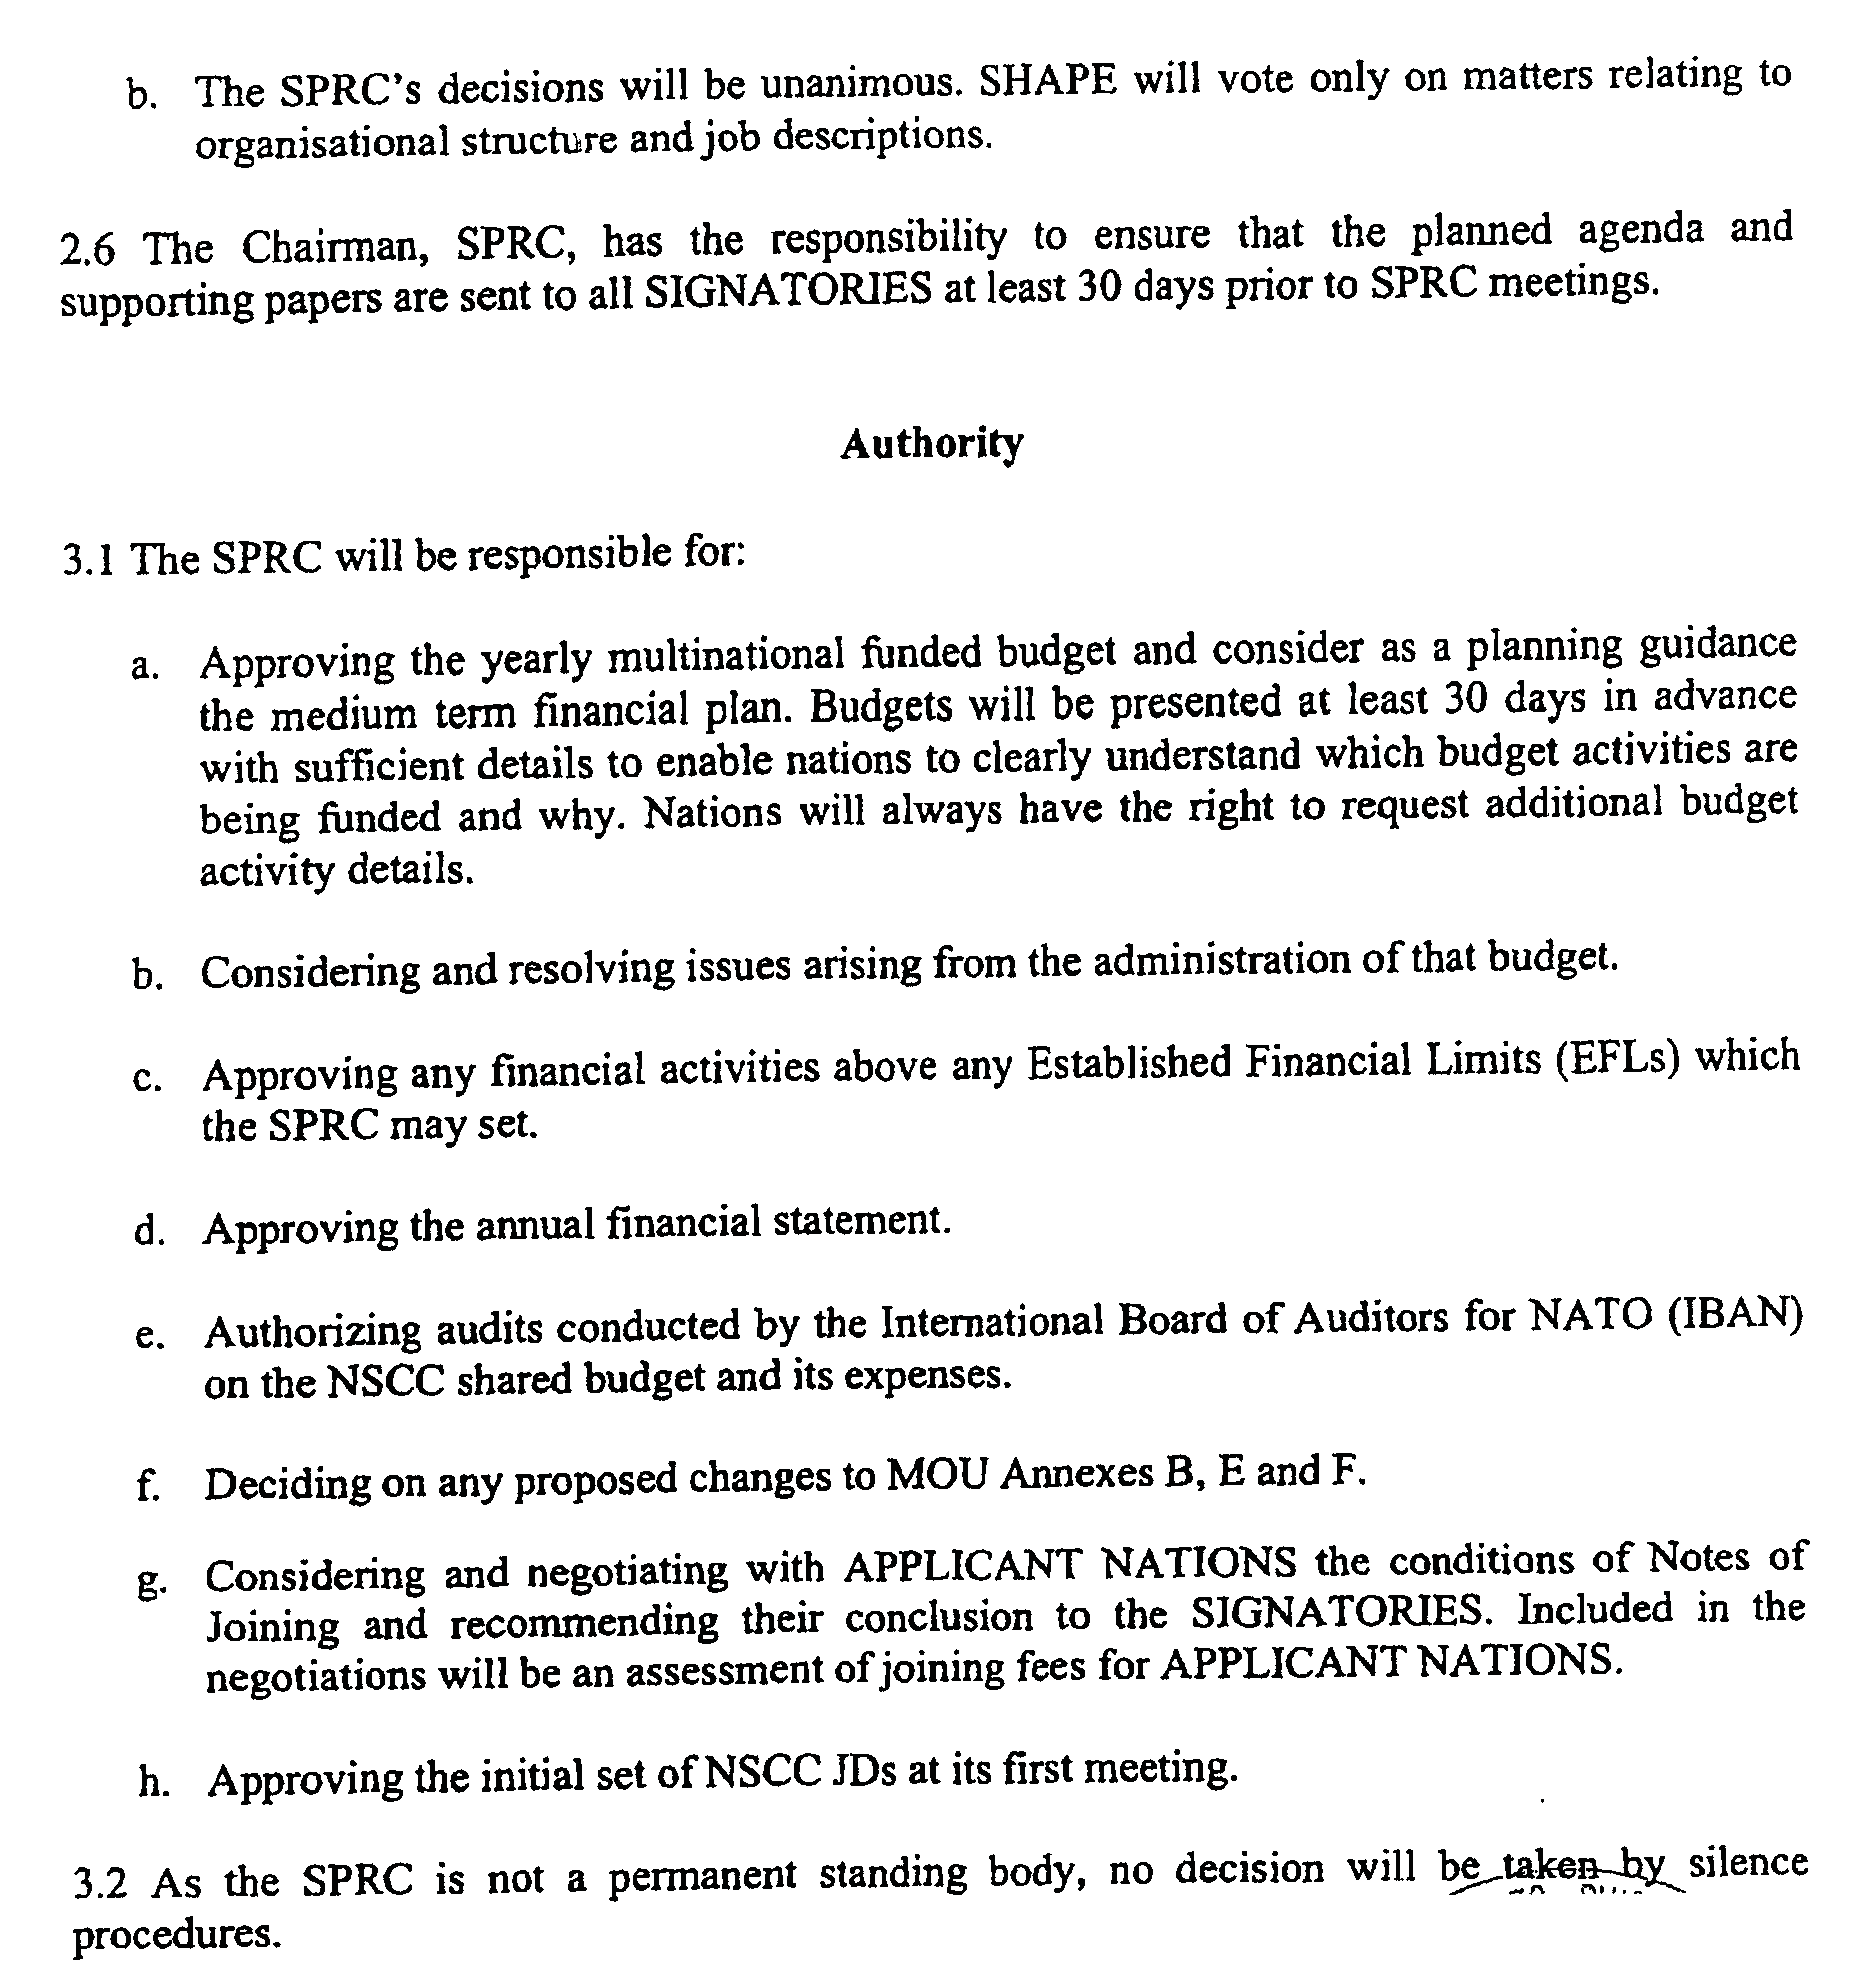 b. The SPRC's decisions will be unanimous. SHAPE will vote only on matters relating to
organisational structure and job descriptions.
2.6 The Chairman, SPRC, has the responsibility to ensure that the planned agenda and
supporting papers are sent to all SIGNATORIES at least 30 days prior to SPRC meetings.
Authority
3.1 The SPRC will be responsible for:
a. Approving the yearly multinational funded budget and consider as a planning guidance
the medium term financial plan. Budgets will be presented at least 30 days in advance
with sufficient details to enable nations to clearly understand which budget activities are
being funded and why. Nations will always have the right to request additional budget
activity details.
b. Considering and resolving issues arising from the administration of that budget.
c. Approving any financial activities above any Established Financial Limits (EFLs) which
the SPRC may set.
d. Approving the annual financial statement.
e. Authorizing audits conducted by the International Board of Auditors for NATO (IBAN)
on the NSCC shared budget and its expenses.
f. Deciding on any proposed changes to MOU Annexes B, E and F.
g. Considering and negotiating with APPLICANT NATIONS the conditions of Notes of
Joining and recommending their conclusion to the SIGNATORIES. Included in the
negotiations will be an assessment of joining fees for APPLICANT NATIONS.
h. Approving the initial set of NSCC JDs at its first meeting.
3.2 As the SPRC is not a permanent standing body, no decision will be taken by silence
procedures.